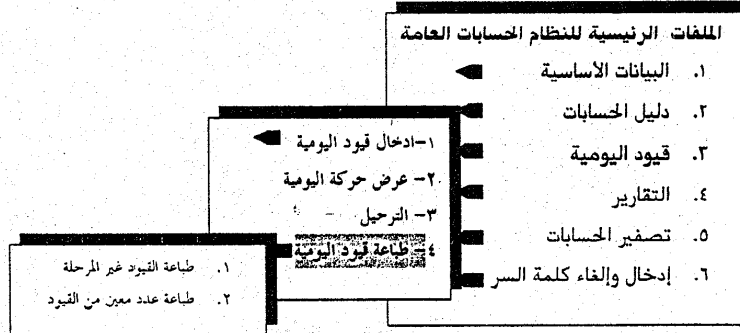 الملفات الرئيسية للنظام الحسابات العامة
١. البيانات الأساسية
٢. دليل الحسابات
٣. قيود اليومية
٤. التقارير
٥. تصفير الحسابات
٦. إدخال وإلغاء كلمة السر
١-ادخال قيود اليومية
٢- عرض حركة اليومية
٣- الترحيل
٤- طباعة قيود اليومية
١. طباعة القيود غير المرحلة
٢. طباعة عدد معين من القيود